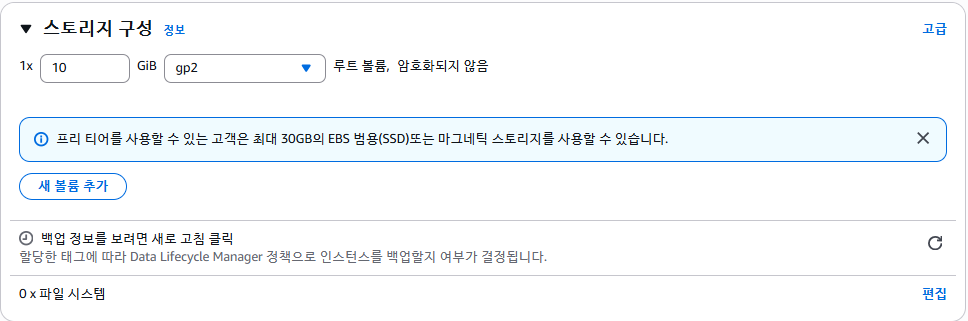 스토리지 구성 정보 고급
1x 10 GiB gp2 루트 볼륨, 암호화되지 않음
프리 티어를 사용할 수 있는 고객은 최대 30GB의 EBS 범용(SSD)또는 마그네틱 스토리지를 사용할 수 있습니다.
새 볼륨 추가
백업 정보를 보려면 새로 고침 클릭
할당한 태그에 따라 Data Lifecycle Manager 정책으로 인스턴스를 백업할지 여부가 결정됩니다.
0 x 파일 시스템 편집